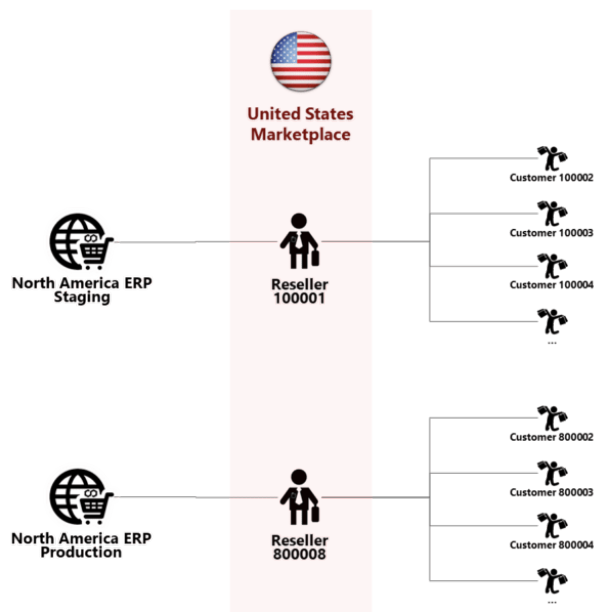 United States
Marketplace
Customer 100002
Customer 100003
North America ERP
Staging
Reseller
100001
Customer 100004
...
Customer 800002
Customer 800003
North America ERP
Production
Reseller
800008
Customer 800004
...